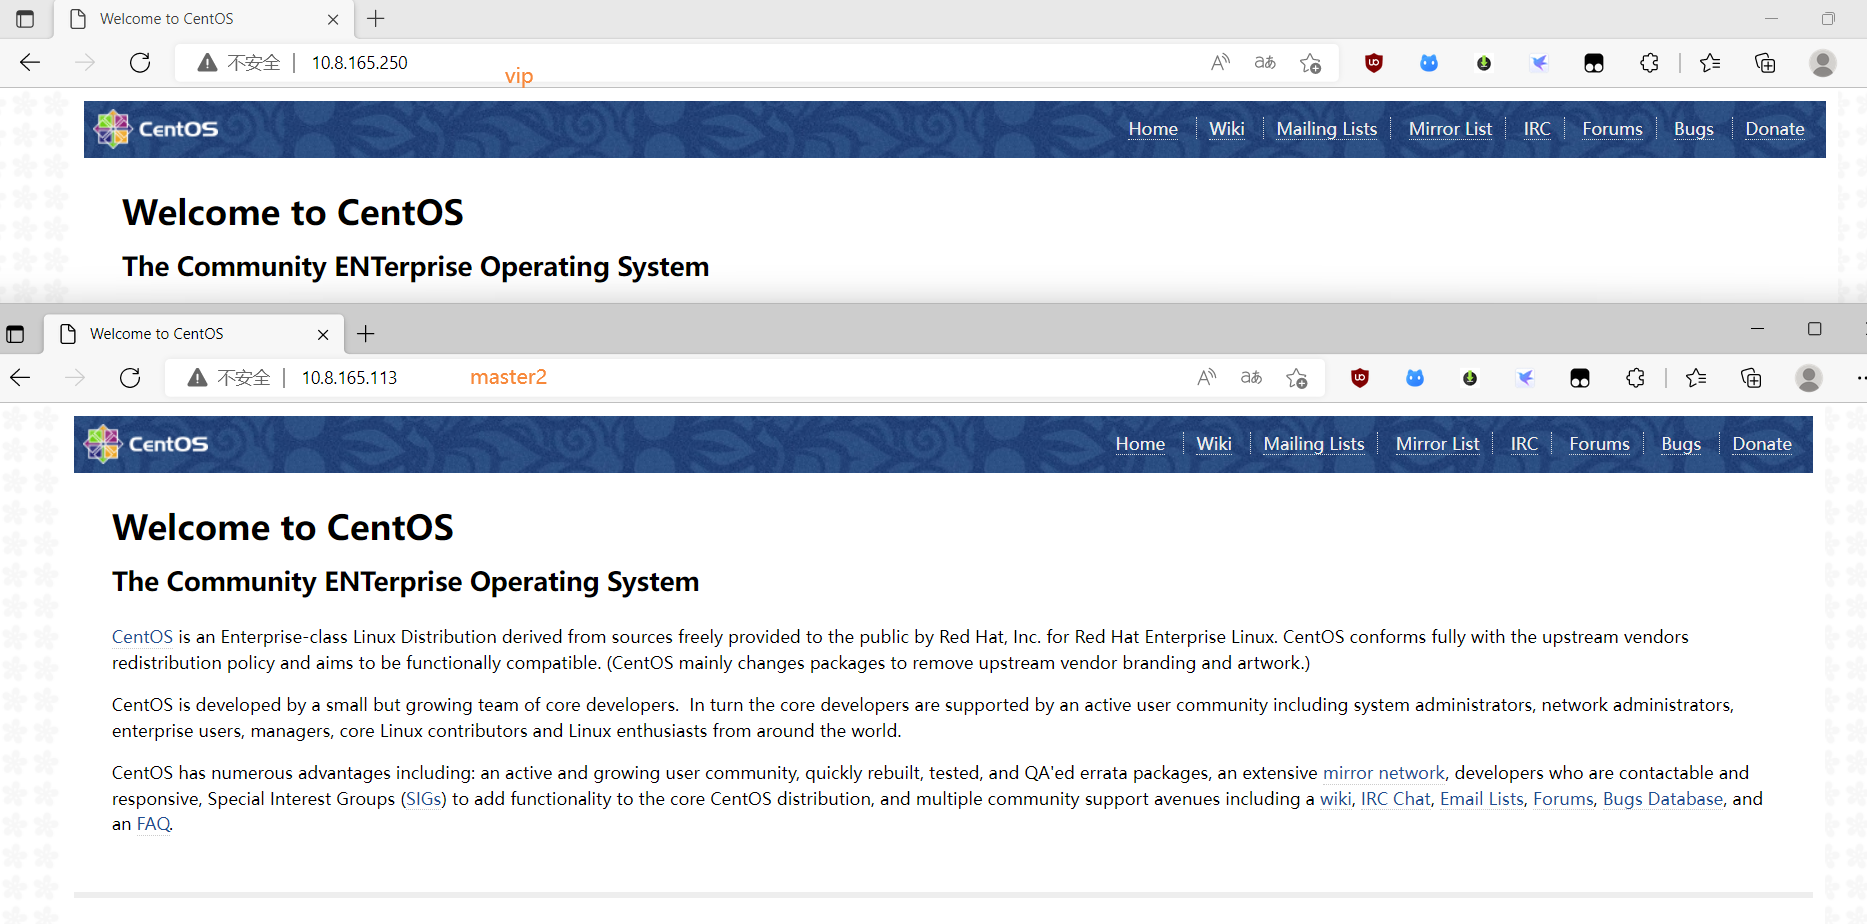 Welcome to CentOS
不安全 | 10.8.165.250
vip
CentOS
Home Wiki Mailing Lists Mirror List IRC Forums Bugs Donate
Welcome to CentOS
The Community ENTerprise Operating System
Welcome to CentOS
不安全 | 10.8.165.113 master2
CentOS
Home Wiki Mailing Lists Mirror List IRC Forums Bugs Donate
Welcome to CentOS
The Community ENTerprise Operating System
CentOS is an Enterprise-class Linux Distribution derived from sources freely provided to the public by Red Hat, Inc. for Red Hat Enterprise Linux. CentOS conforms fully with the upstream vendors
redistribution policy and aims to be functionally compatible. (CentOS mainly changes packages to remove upstream vendor branding and artwork.)
CentOS is developed by a small but growing team of core developers.  In turn the core developers are supported by an active user community including system administrators, network administrators,
enterprise users, managers, core Linux contributors and Linux enthusiasts from around the world.
CentOS has numerous advantages including: an active and growing user community, quickly rebuilt, tested, and QA'ed errata packages, an extensive mirror network, developers who are contactable and
responsive, Special Interest Groups (SIGs) to add functionality to the core CentOS distribution, and multiple community support avenues including a wiki, IRC Chat, Email Lists, Forums, Bugs Database, and
an FAQ.